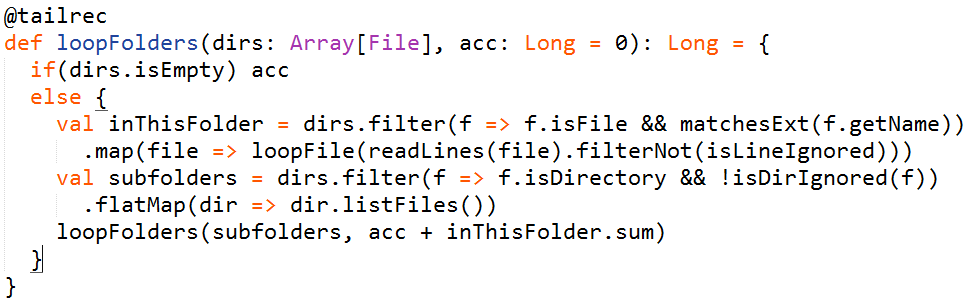 @tailrec
def loopFolders(dirs: Array[File], acc: Long = 0): Long = {
  if(dirs.isEmpty) acc
  else {
    val inThisFolder = dirs.filter(f => f.isFile && matchesExt(f.getName))
      .map(file => loopFile(readLines(file).filterNot(isLineIgnored)))
    val subfolders = dirs.filter(f => f.isDirectory && !isDirIgnored(f))
      .flatMap(dir => dir.listFiles())
    loopFolders(subfolders, acc + inThisFolder.sum)
  }
}